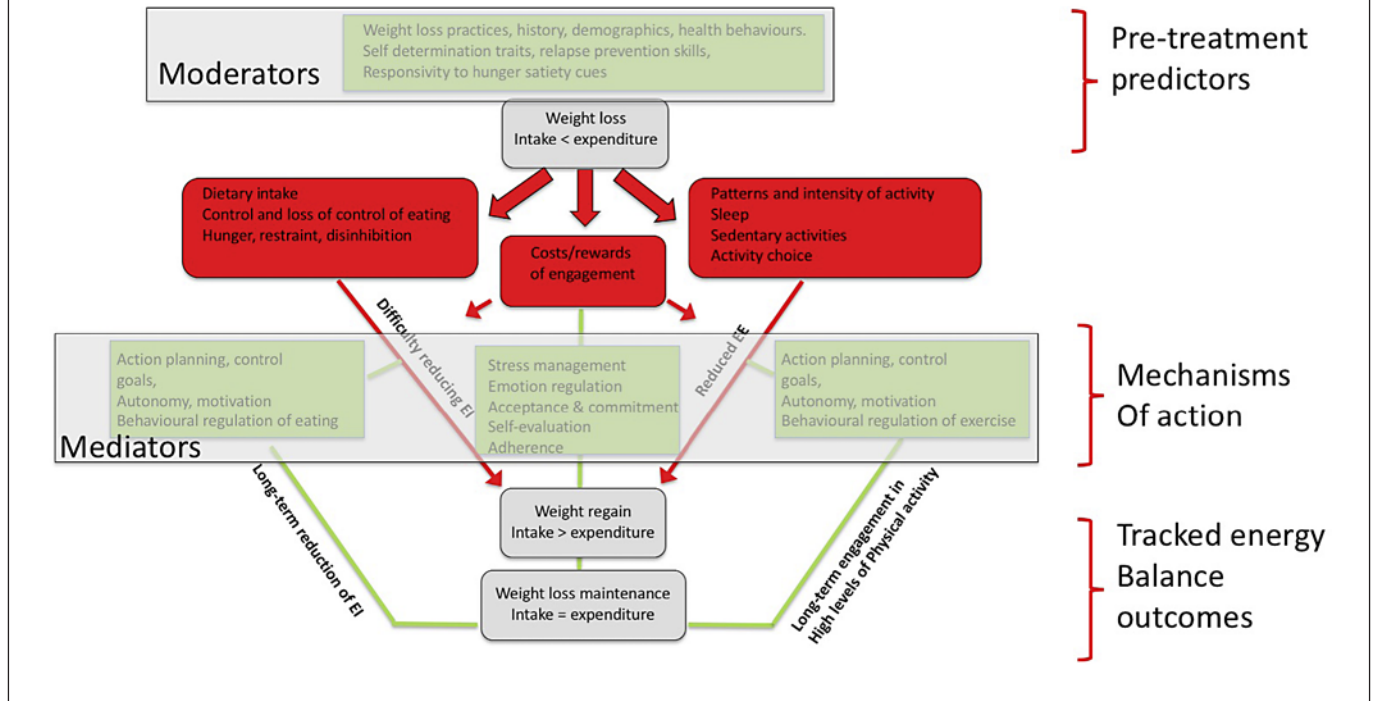 Weight loss practices, history, demographics, health behaviours.
Self determination traits, relapse prevention skills,
Responsivity to hunger satiety cues
Moderators
Pre-treatment
predictors
Weight loss
Intake < expenditure
Dietary intake
Control and loss of control of eating
Hunger, restraint, disinhibition
Costs/rewards
of engagement
Patterns and intensity of activity
Sleep
Sedentary activities
Activity choice
Difficulty reducing EI
Reduced EE
Action planning, control
goals,
Autonomy, motivation
Behavioural regulation of eating
Stress management
Emotion regulation
Acceptance & commitment
Self-evaluation
Adherence
Action planning, control
goals,
Autonomy, motivation
Behavioural regulation of exercise
Mediators
Mechanisms
Of action
Long-term reduction of EI
Weight regain
Intake > expenditure
Weight loss maintenance
Intake = expenditure
Long-term engagement in
High levels of Physical activity
Tracked energy
Balance
outcomes